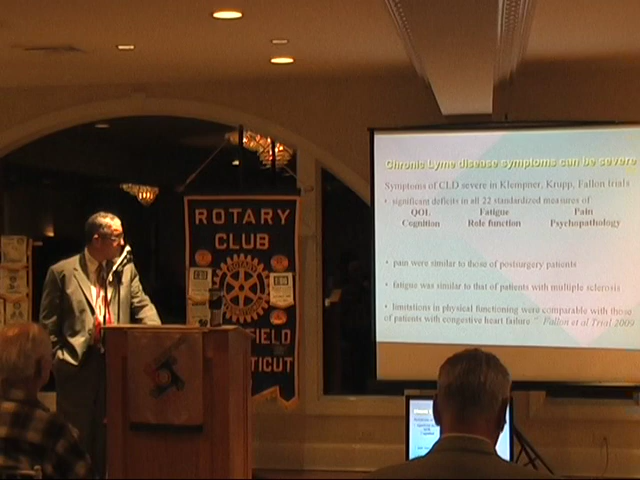 Chronic Lyme disease symptoms can be severe
Symptoms of CLD severe in Klempner, Krupp, Fallon trials
• significant deficits in all 22 standardized measures of
QOL Fatigue Pain
Cognition Role function Psychopathology
• pain were similar to those of postsurgery patients
• fatigue was similar to that of patients with multiple sclerosis
• limitations in physical functioning were comparable with those
of patients with congestive heart failure." Fallon et al Trial 2009
ROTARY
CLUB
ROTARY
FIELD
TICUT